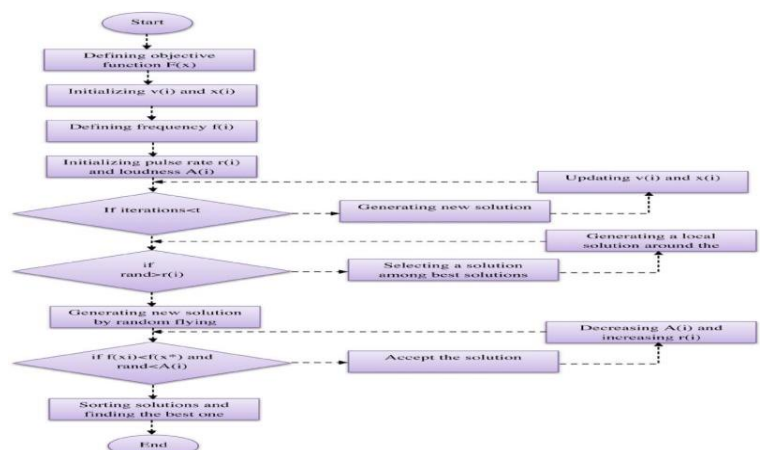 Start
Defining objective
function F(x)
Initializing v(i) and x(i)
Defining frequency f(i)
Initializing pulse rate r(i)
and loudness A(i)
Updating v(i) and x(i)
If iterations<t
Generating new solution
Generating a local
solution around the
if
rand>r(i)
Selecting a solution
among best solutions
Generating new solution
by random flying
Decreasing A(i) and
increasing r(i)
if f(xi)<f(x*) and
rand<A(i)
Accept the solution
Sorting solutions and
finding the best one
End